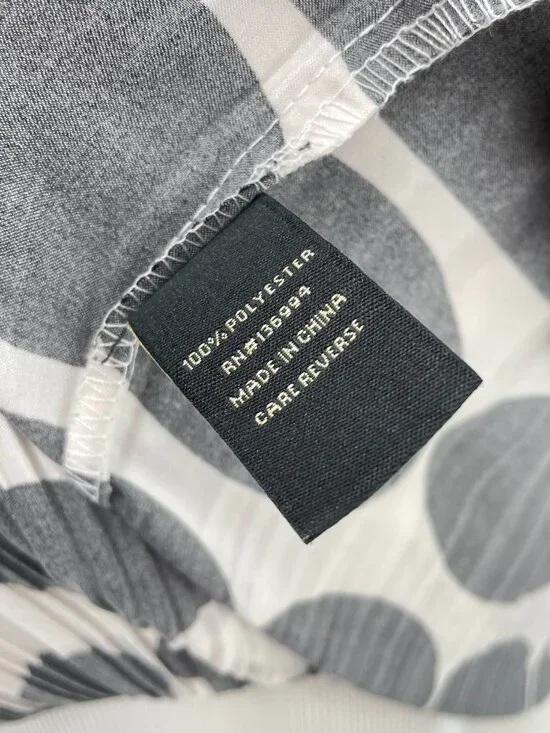 100% POLYESTER
RN#136994
MADE IN CHINA
CARE REVERSE